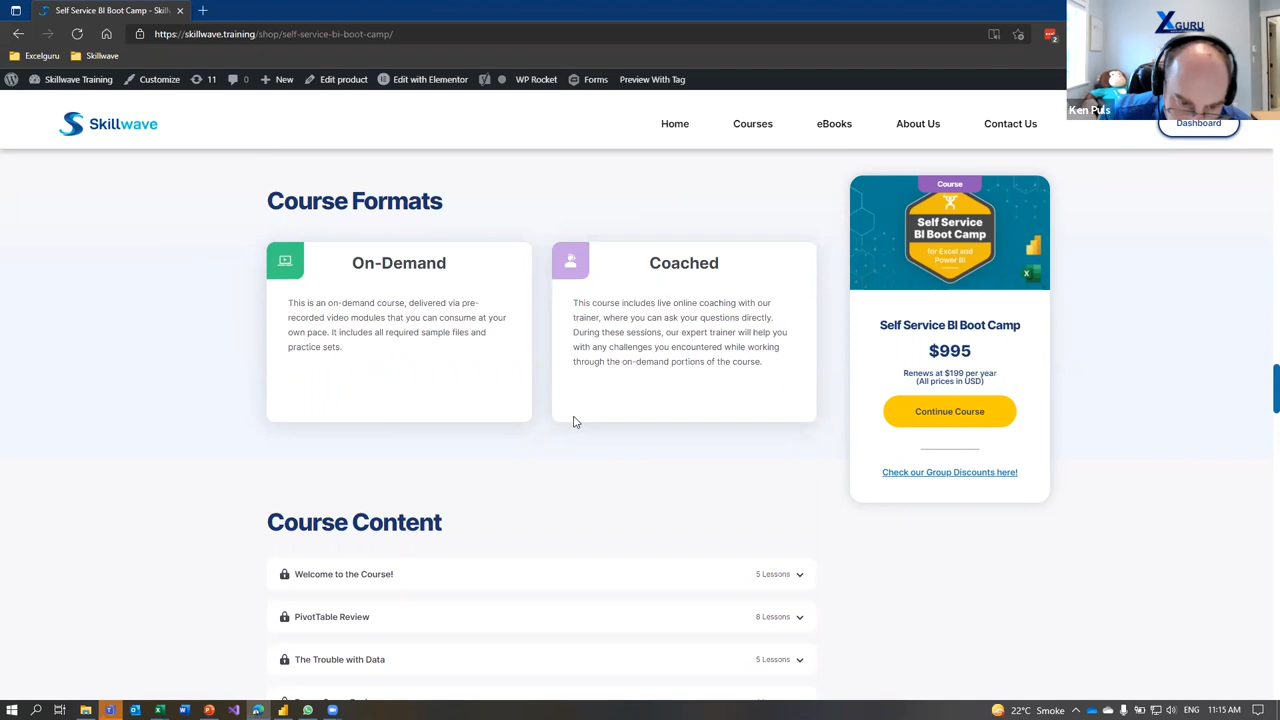 Self Service BI Boot Camp - Skill
https://skillwave.training/shop/self-service-bi-boot-camp/
2
Excelguru
Skillwave
Skillwave Training
Customize
11
0
New
Edit product
Edit with Elementor
WP Rocket
Forms
Preview With Tag
X GURU
Ken Puls
Skillwave
Home
Courses
eBooks
About Us
Contact Us
Dashboard
Course Formats
On-Demand
This is an on-demand course, delivered via pre-
recorded video modules that you can consume at your
own pace. It includes all required sample files and
practice sets.
Coached
This course includes live online coaching with our
trainer, where you can ask your questions directly.
During these sessions, our expert trainer will help you
with any challenges you encountered while working
through the on-demand portions of the course.
Course
Self Service
BI Boot Camp
for Excel and
Power BI
Self Service BI Boot Camp
$995
Renews at $199 per year
(All prices in USD)
Continue Course
Check our Group Discounts here!
Course Content
Welcome to the Course!
5 Lessons
PivotTable Review
8 Lessons
The Trouble with Data
5 Lessons
22°C Smoke
ENG
11:15 AM